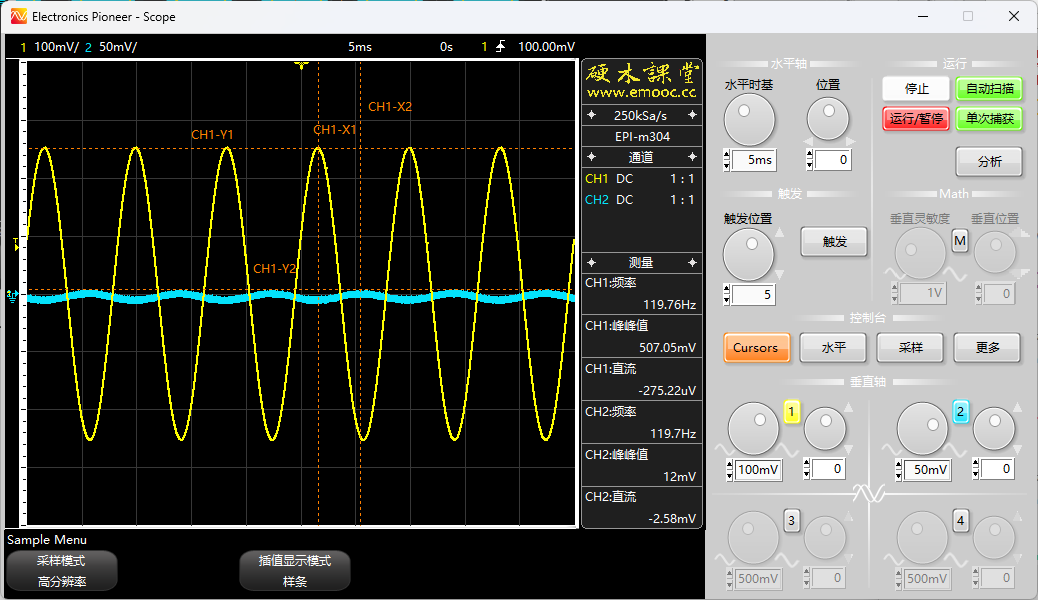 Electronics Pioneer - Scope
1 100mV/ 2 50mV/ 5ms 0s 1 100.00mV
CH1-X2
CH1-X1
CH1-Y1
CH1-Y2
T
硬木課堂
www.emooc.cc
250kSa/s
EPI-m304
通道
CH1 DC 1 : 1
CH2 DC 1 : 1
测量
CH1:频率
119.76Hz
CH1:峰峰值
507.05mV
CH1:直流
-275.22uV
CH2:频率
119.7Hz
CH2:峰峰值
12mV
CH2:直流
-2.58mV
Sample Menu
采样模式
高分辨率
插值显示模式
样条
水平轴
水平时基
位置
5ms
0
运行
停止
自动扫描
运行/暂停
单次捕获
分析
触发
触发位置
触发
5
Math
垂直灵敏度
垂直位置
M
1V
0
控制台
Cursors
水平
采样
更多
垂直轴
1
100mV
0
2
50mV
0
3
500mV
0
4
500mV
0